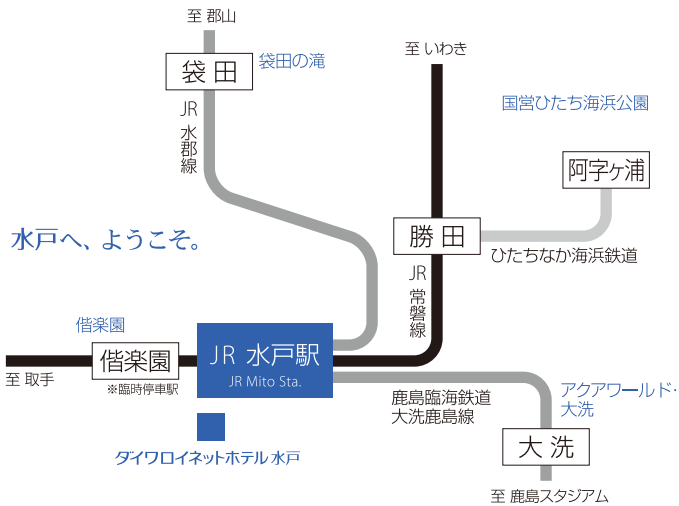 至 郡山
至 いわき
袋田
袋田の滝
国営ひたち海浜公園
JR 水郡線
阿字ヶ浦
水戸へ、ようこそ。
勝田
ひたちなか海浜鉄道
JR 常磐線
偕楽園
偕楽園
JR 水戸駅
JR Mito Sta.
至 取手
※臨時停車駅
鹿島臨海鉄道
大洗鹿島線
アクアワールド・
大洗
大洗
ダイワロイネットホテル水戸
至 鹿島スタジアム